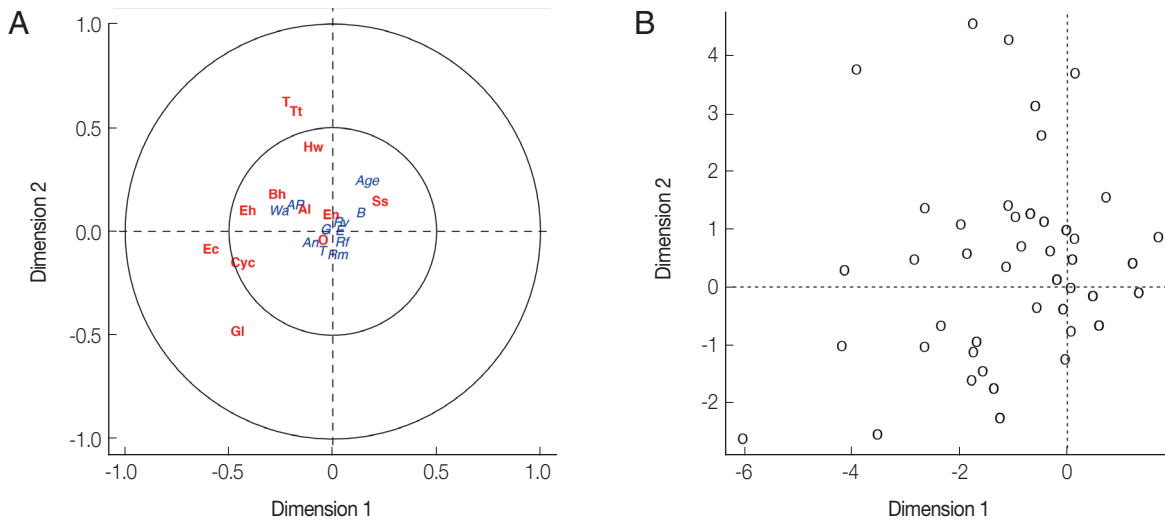 A
1.0
0.5
0.0
-0.5
-1.0
Dimension 2
-1.0 -0.5 0 0.5 1.0
Dimension 1
T
Tt
Hw
Age
Bh
Ss
AP
Eh
Wa
Al
En
B
Rv
C
E
An
O
Rf
T
Rm
Ec
Cyc
Gl
B
4
3
2
1
0
-1
-2
Dimension 2
-6 -4 -2 0
Dimension 1